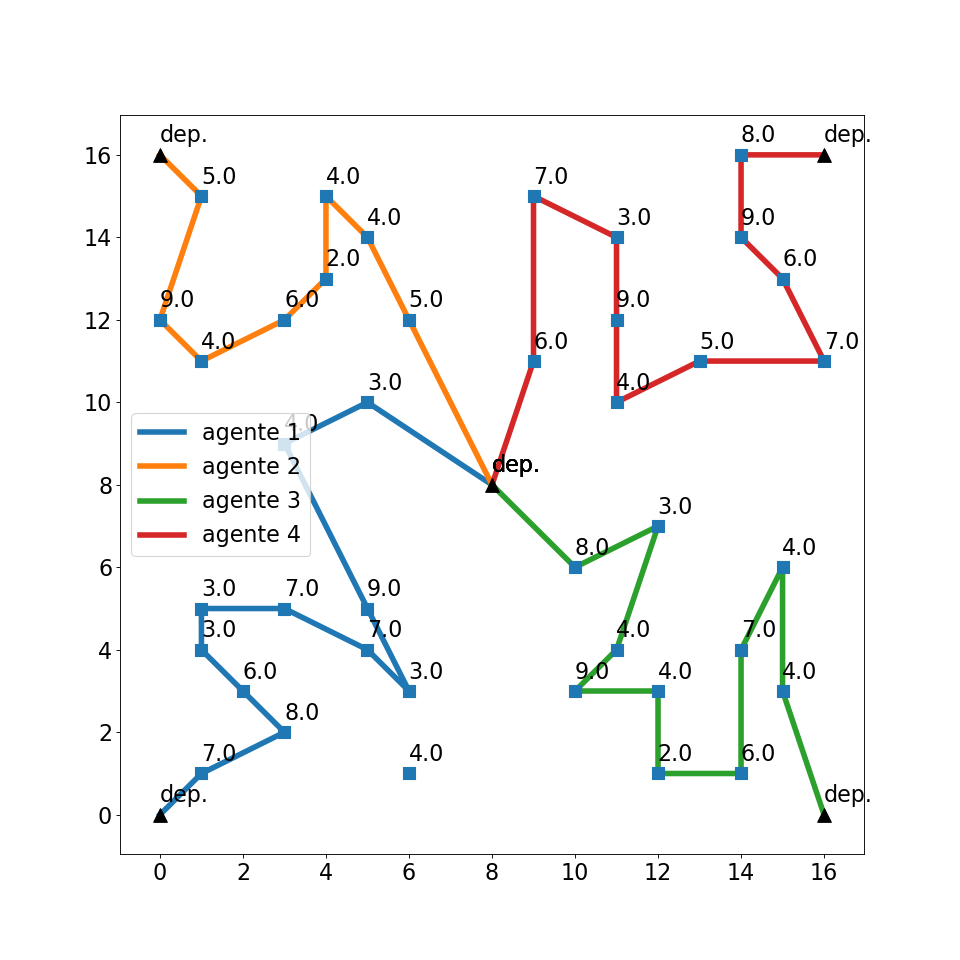 dep. 8.0 dep.
16
5.0 4.0 7.0
4.0 3.0 9.0
14
2.0 6.0
9.0 6.0 5.0 9.0
12
4.0 6.0 5.0 7.0
3.0 4.0
10
4.0
agente 1
agente 2
agente 3
agente 4
dep.
8
3.0
8.0 4.0
6
3.0 7.0 9.0
3.0 7.0 4.0 7.0
4
6.0 3.0 9.0 4.0 4.0
8.0
2
7.0 4.0 2.0 6.0
dep. dep.
0
0 2 4 6 8 10 12 14 16